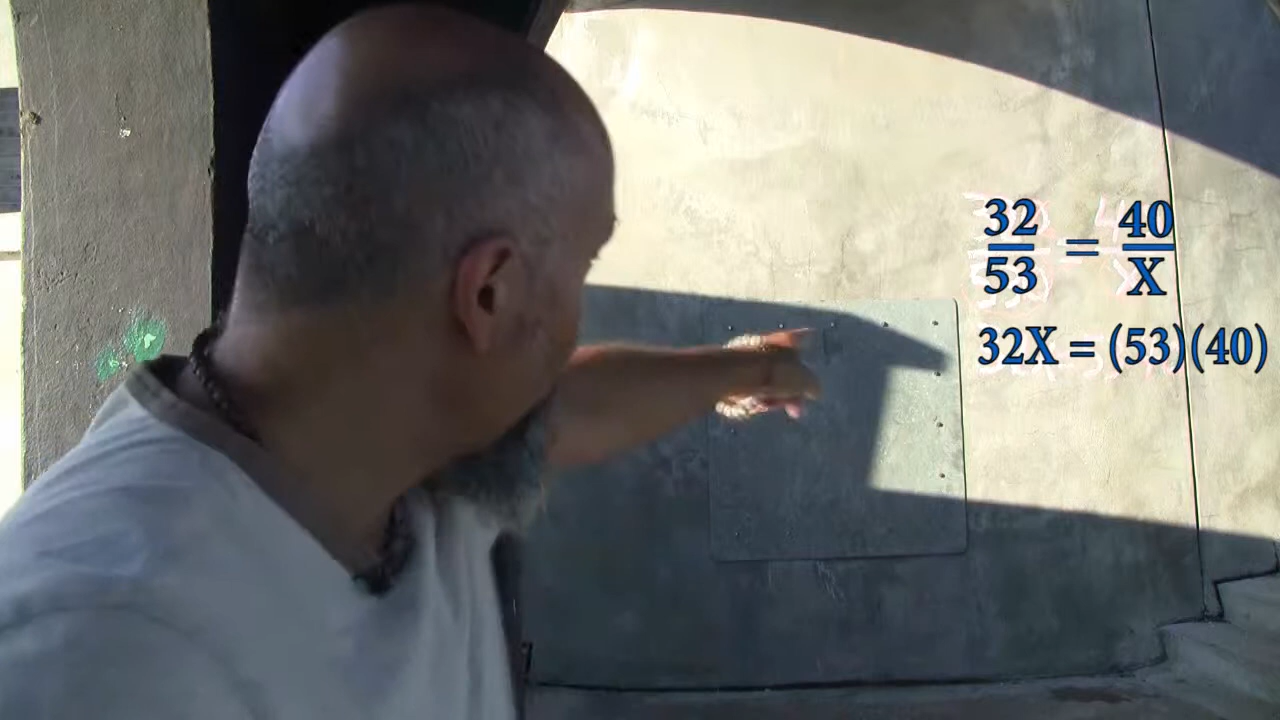 32/53 = 40/X
32X = (53)(40)